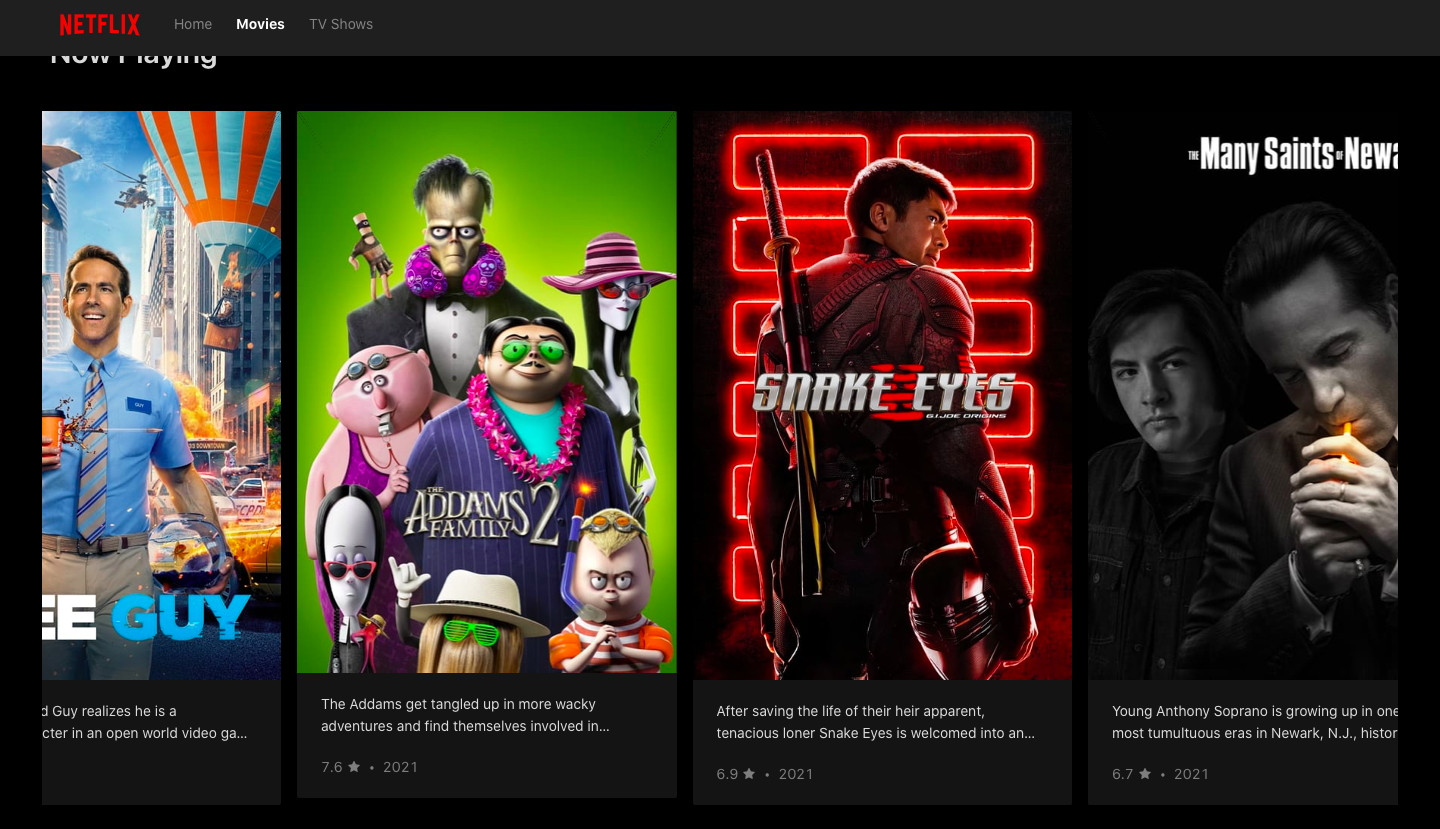 NETFLIX Home Movies TV Shows
Now Playing
GUY
EE GUY
d Guy realizes he is a
cter in an open world video ga...
THE
ADDAMS
FAMILY 2
The Addams get tangled up in more wacky
adventures and find themselves involved in...
7.6 ★ • 2021
SNAKE EYES
G.I. JOE ORIGINS
After saving the life of their heir apparent,
tenacious loner Snake Eyes is welcomed into an...
6.9 ★ • 2021
THE Many Saints OF Newa
Young Anthony Soprano is growing up in one
most tumultuous eras in Newark, N.J., histor
6.7 ★ • 2021